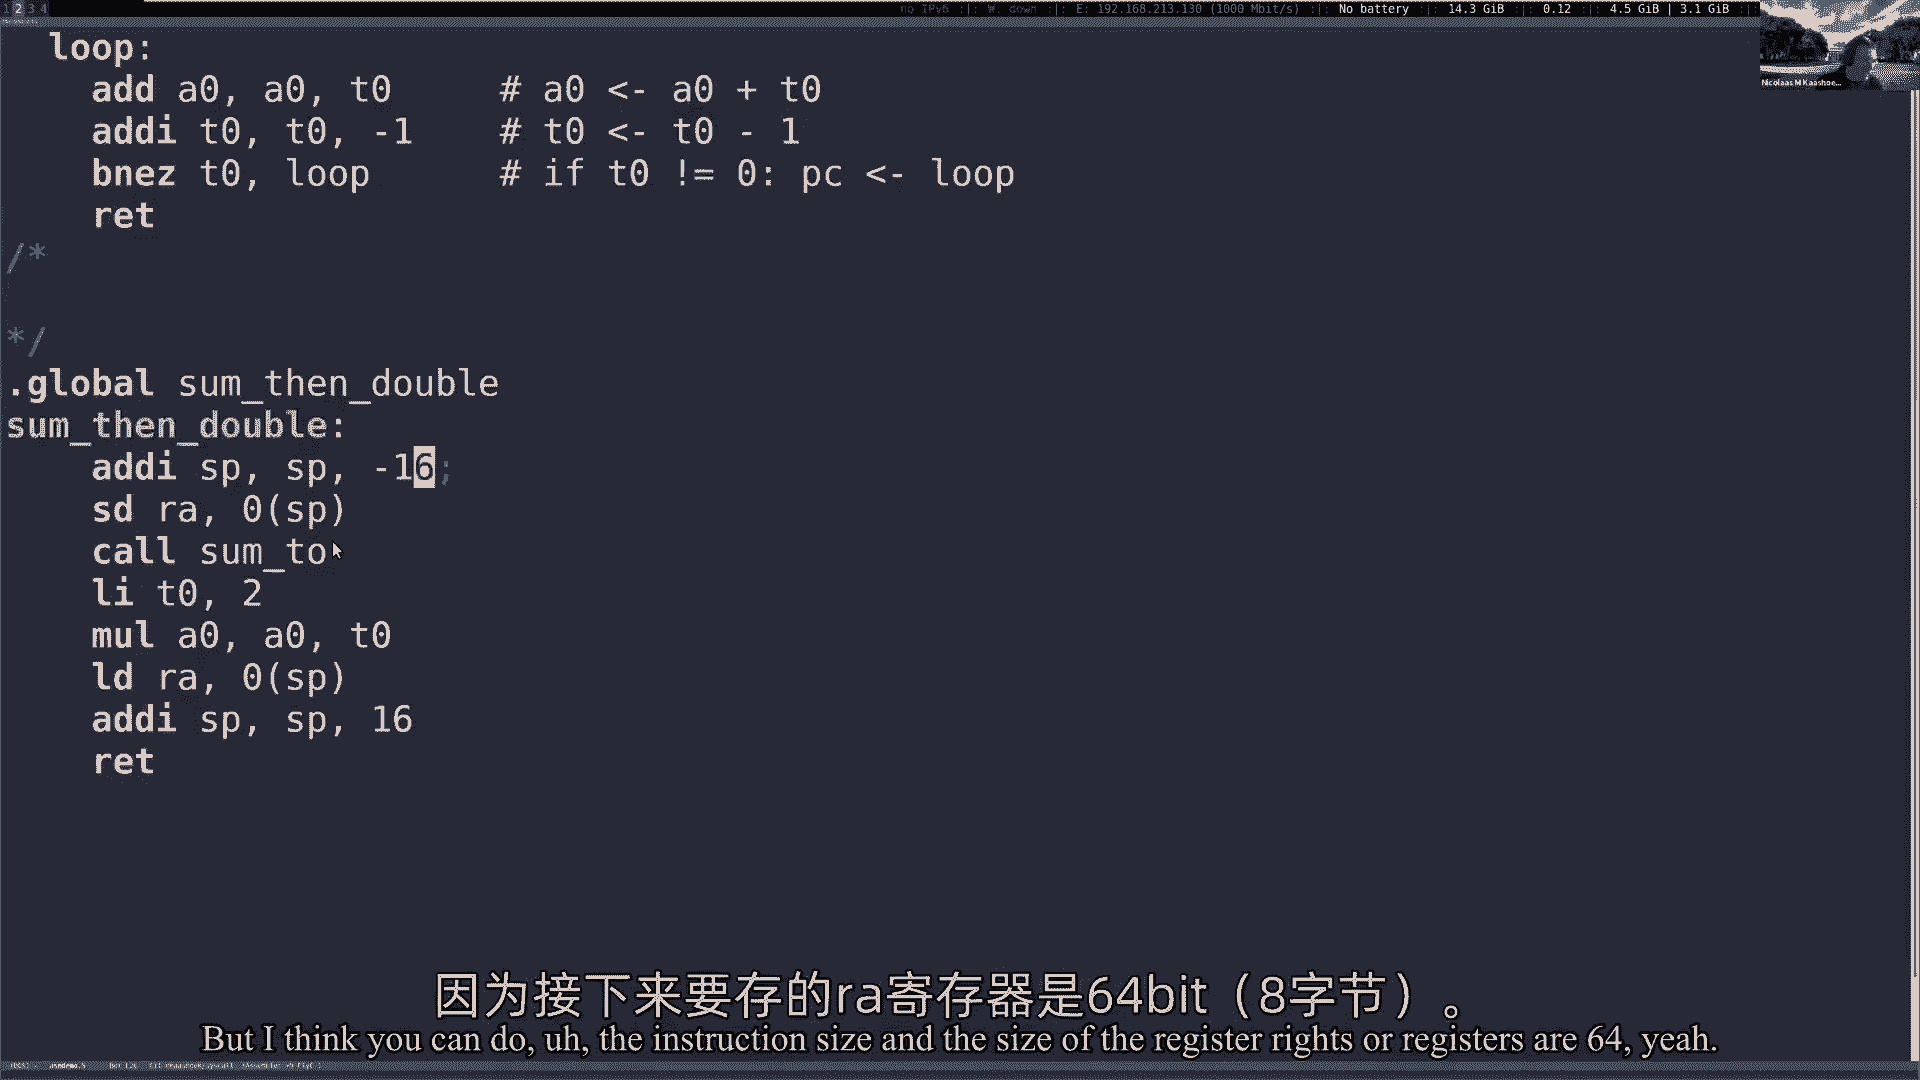 1 2 3 4
no IPv6 :|: W: down :|: E: 192.168.213.130 (1000 Mbit/s) :|: No battery :|: 14.3 GiB :|: 0.12 :|: 4.5 GiB | 3.1 GiB
Nicolaas M Kaashoe...
loop:
add a0, a0, t0 # a0 <- a0 + t0
addi t0, t0, -1 # t0 <- t0 - 1
bnez t0, loop # if t0 != 0: pc <- loop
ret
/*
*/
.global sum_then_double
sum_then_double:
addi sp, sp, -16;
sd ra, 0(sp)
call sum_to
li t0, 2
mul a0, a0, t0
ld ra, 0(sp)
addi sp, sp, 16
ret
因为接下来要存的ra寄存器是64bit（8字节）。
But I think you can do, uh, the instruction size and the size of the register rights or registers are 64, yeah.